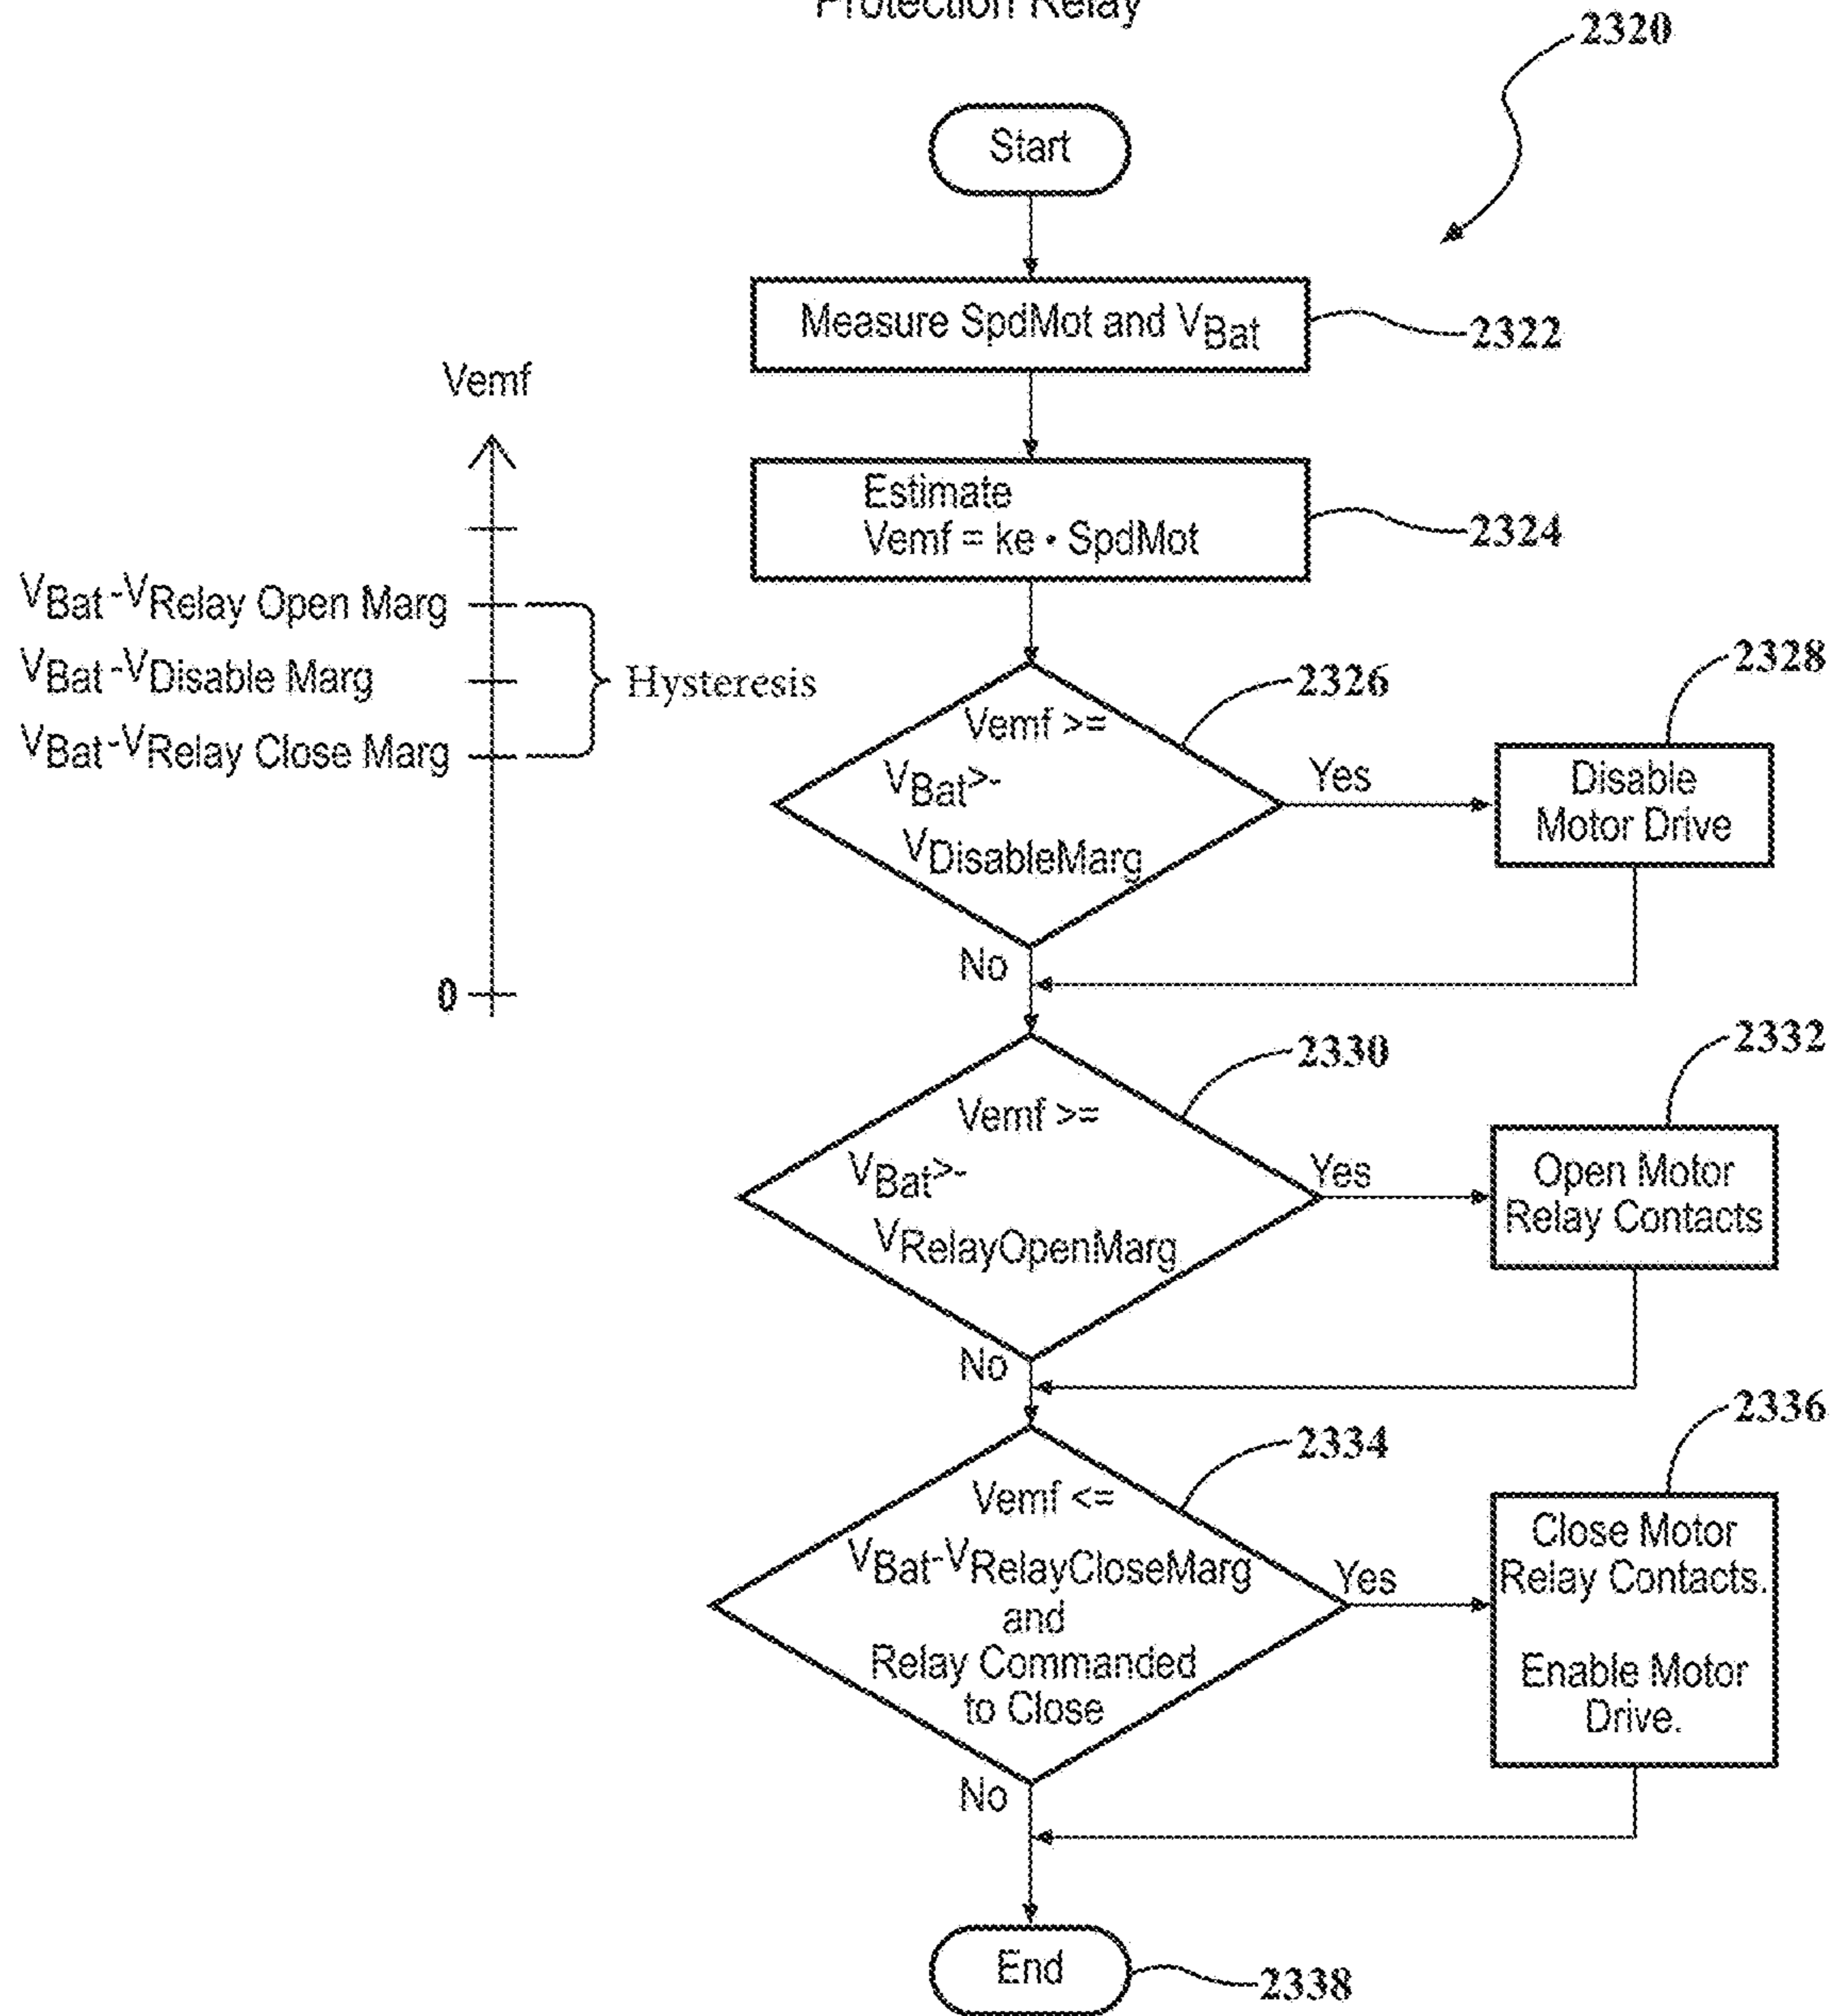 Protection Relay
2320
Start
Measure SpdMot and VBat
2322
Estimate
Vemf = ke • SpdMot
2324
Vemf
VBat-VRelay Open Marg
VBat-VDisable Marg
VBat-VRelay Close Marg
Hysteresis
0
Vemf >=
VBat>-
VDisableMarg
2326
Yes
No
Disable
Motor Drive
2328
Vemf >=
VBat>-
VRelayOpenMarg
2330
Yes
No
Open Motor
Relay Contacts
2332
Vemf <=
VBat-VRelayCloseMarg
and
Relay Commanded
to Close
2334
Yes
No
Close Motor
Relay Contacts.
Enable Motor
Drive.
2336
End
2338